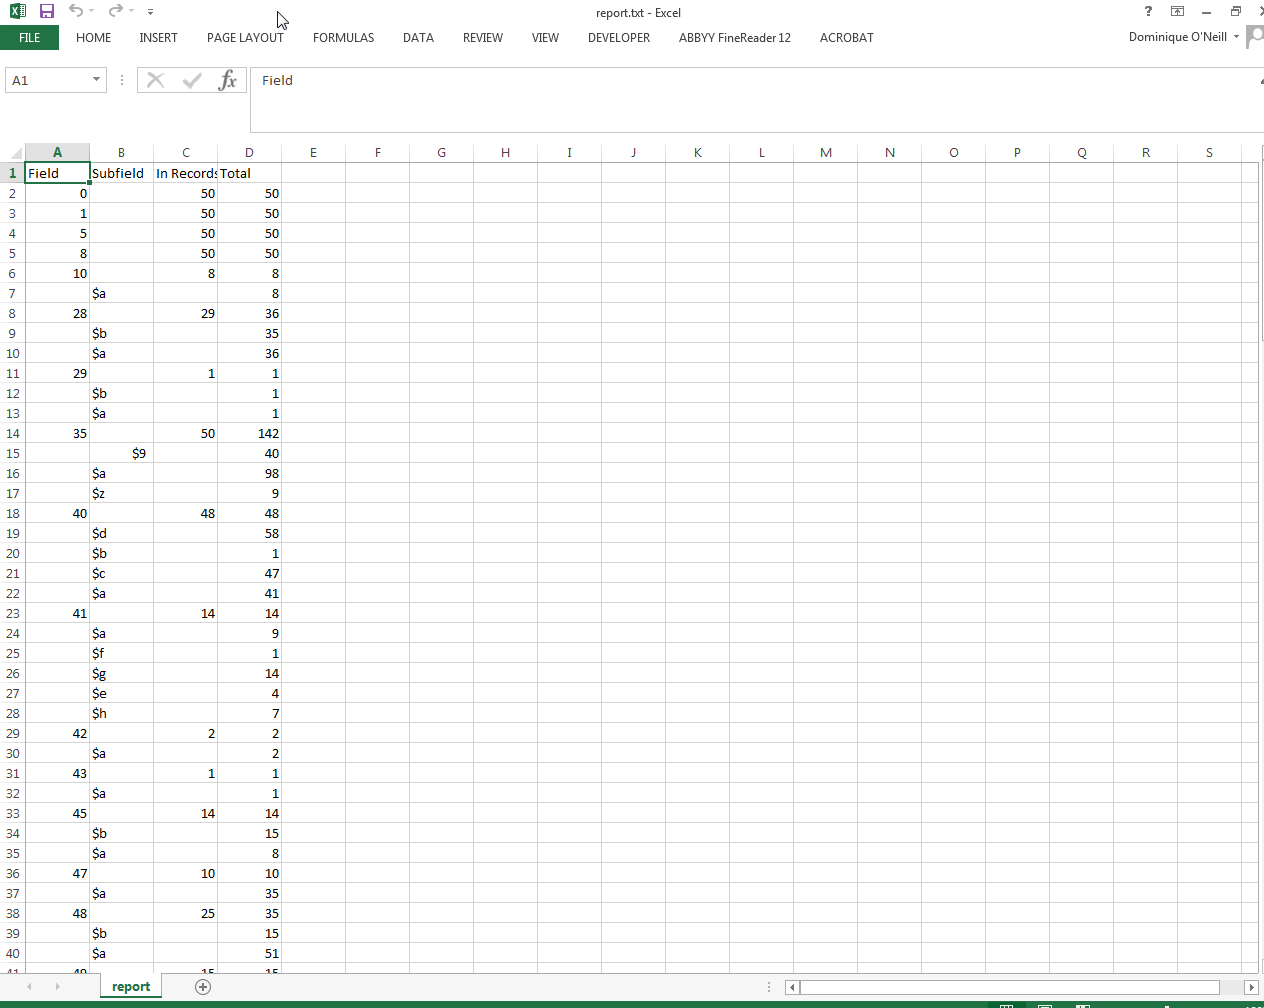 report.txt - Excel
?
FILE HOME INSERT PAGE LAYOUT FORMULAS DATA REVIEW VIEW DEVELOPER ABBYY FineReader 12 ACROBAT Dominique O'Neill
A1 fx Field
A B C D E F G H I J K L M N O P Q R S
1 Field Subfield In Records Total
2 0 50 50
3 1 50 50
4 5 50 50
5 8 50 50
6 10 8 8
7 $a 8
8 28 29 36
9 $b 35
10 $a 36
11 29 1 1
12 $b 1
13 $a 1
14 35 50 142
15 $9 40
16 $a 98
17 $z 9
18 40 48 48
19 $d 58
20 $b 1
21 $c 47
22 $a 41
23 41 14 14
24 $a 9
25 $f 1
26 $g 14
27 $e 4
28 $h 7
29 42 2 2
30 $a 2
31 43 1 1
32 $a 1
33 45 14 14
34 $b 15
35 $a 8
36 47 10 10
37 $a 35
38 48 25 35
39 $b 15
40 $a 51
41 49 15 15
report